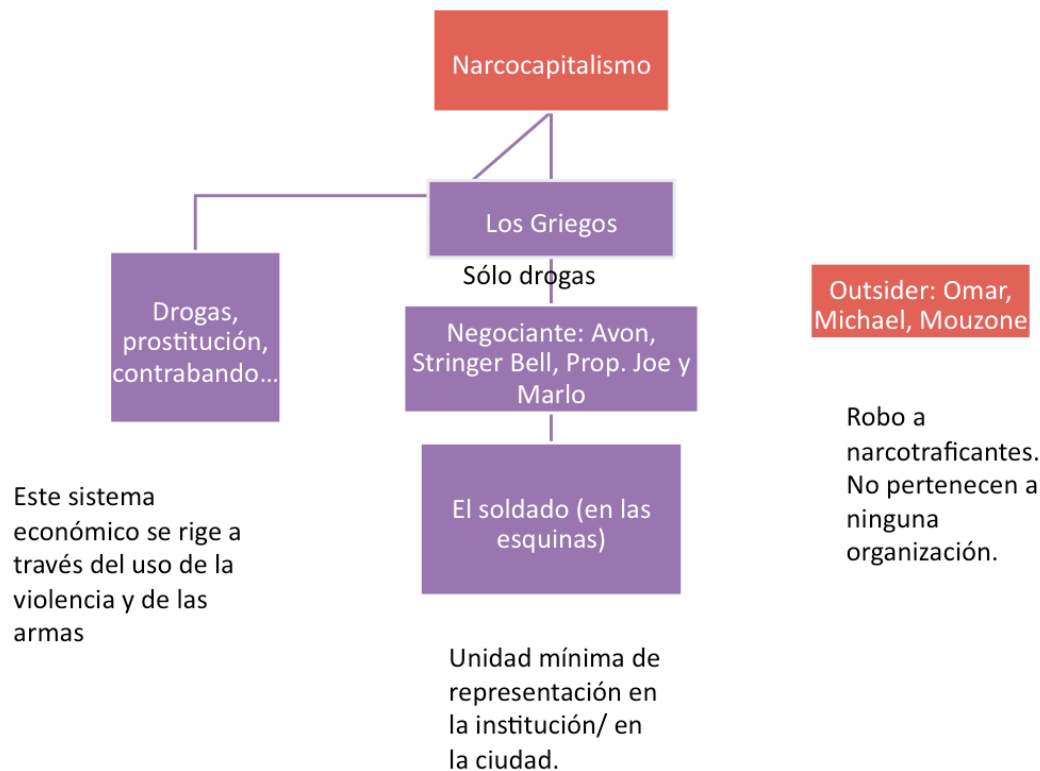 Narcocapitalismo
Los Griegos
Sólo drogas
Drogas,
prostitución,
contrabando…
Negociante: Avon,
Stringer Bell, Prop. Joe y
Marlo
Outsider: Omar,
Michael, Mouzone
Robo a
narcotraficantes.
No pertenecen a
ninguna
organización.
El soldado (en las
esquinas)
Este sistema
económico se rige a
través del uso de la
violencia y de las
armas
Unidad mínima de
representación en
la institución/ en
la ciudad.